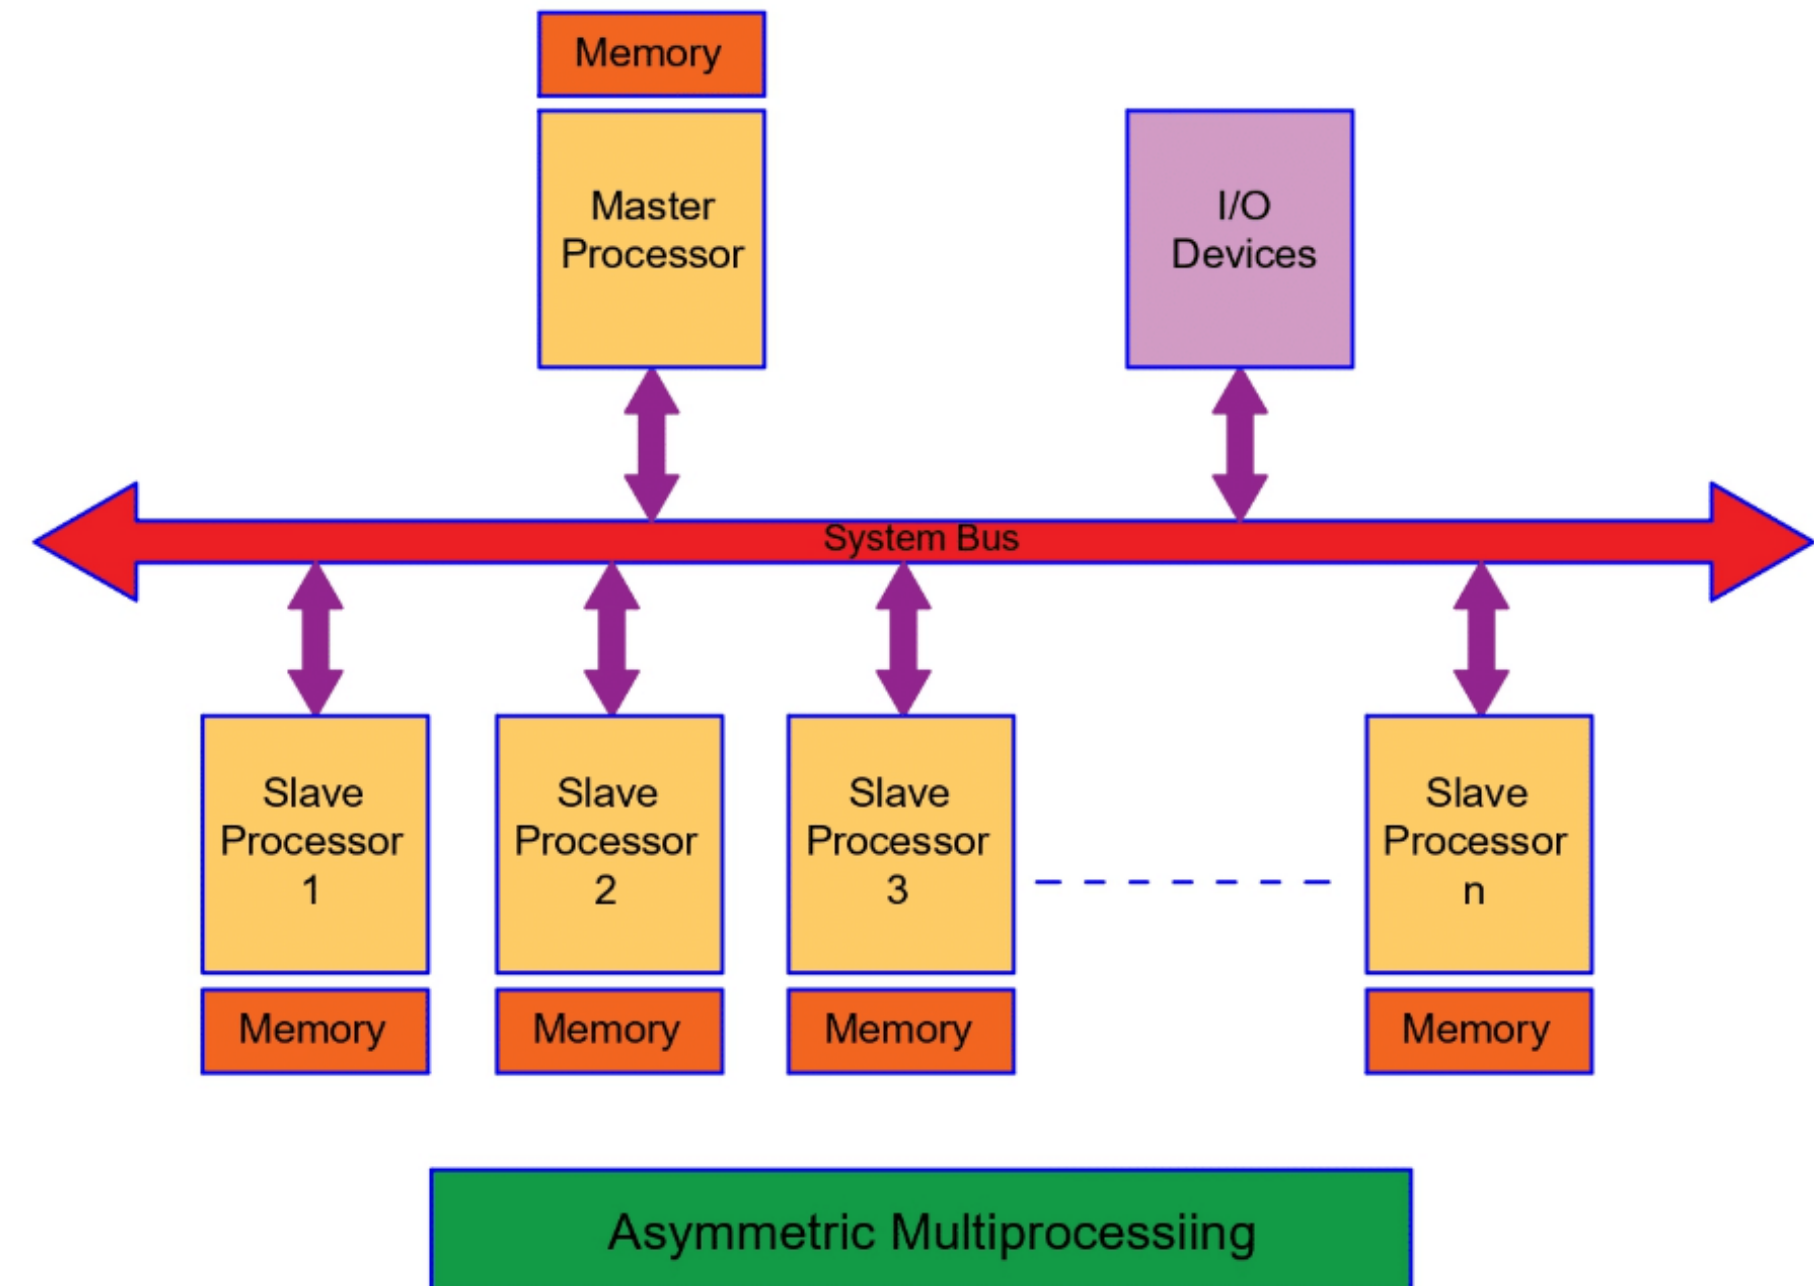 Memory
Master
Processor
I/O
Devices
System Bus
Slave
Processor
1
Slave
Processor
2
Slave
Processor
3
Slave
Processor
n
Memory
Memory
Memory
Memory
Asymmetric Multiprocessiing